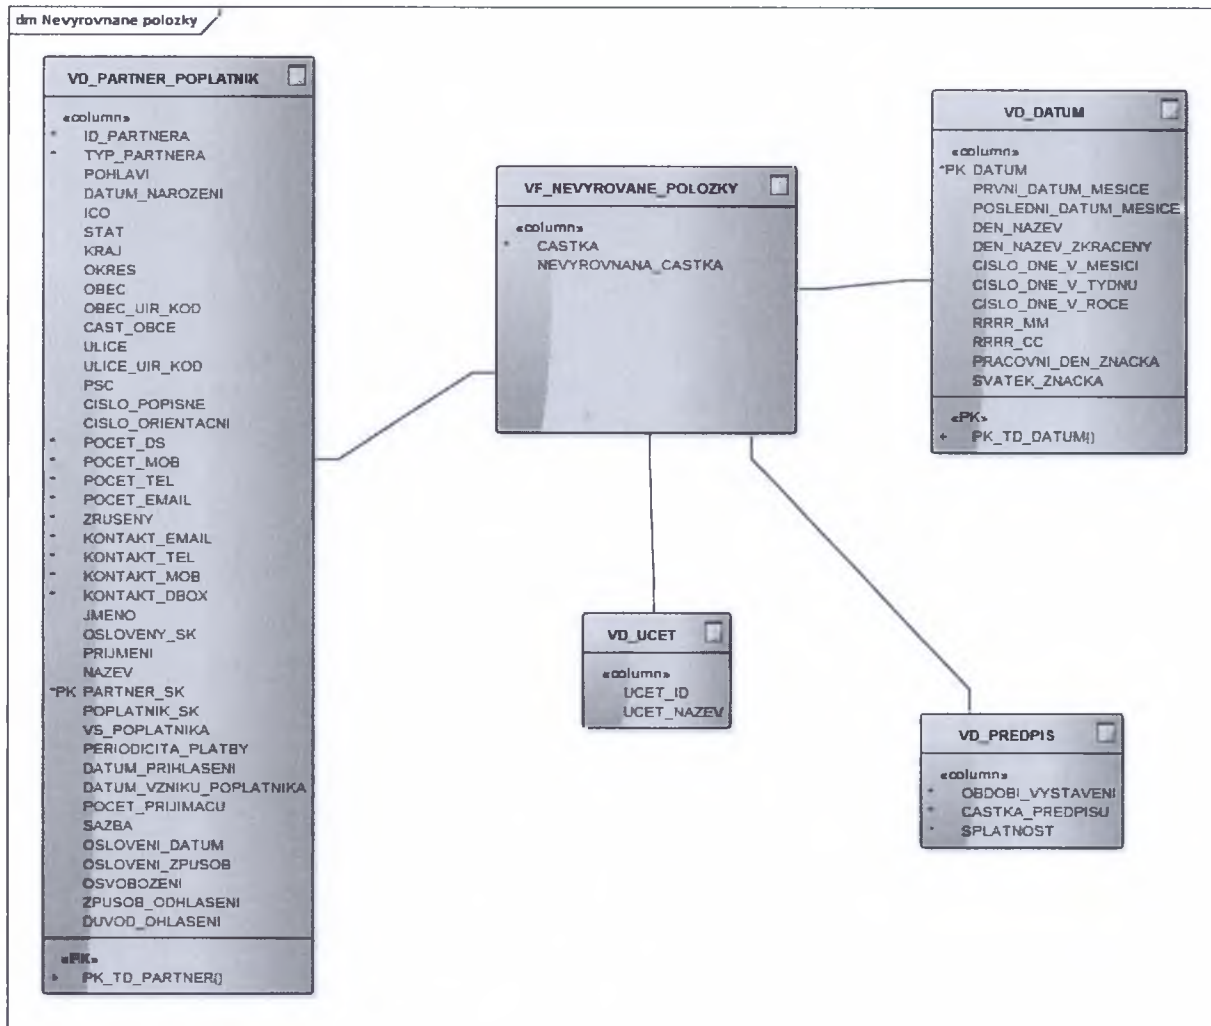 dm Nevyrovnane polozky
VD_PARTNER_POPLATNIK
«column»
* ID_PARTNERA
* TYP_PARTNERA
POHLAVI
DATUM_NAROZENI
ICO
STAT
KRAJ
OKRES
OBEC
OBEC_UIR_KOD
CAST_OBCE
ULICE
ULICE_UIR_KOD
PSC
CISLO_POPISNE
CISLO_ORIENTACNI
* POCET_DS
* POCET_MOB
* POCET_TEL
* POCET_EMAIL
* ZRUSENY
* KONTAKT_EMAIL
* KONTAKT_TEL
* KONTAKT_MOB
* KONTAKT_DBOX
JMENO
OSLOVENY_SK
PRIJMENI
NAZEV
*PK PARTNER_SK
POPLATNIK_SK
VS_POPLATNIKA
PERIODICITA_PLATBY
DATUM_PRIHLASENI
DATUM_VZNIKU_POPLATNIKA
POCET_PRIJIMACU
SAZBA
OSLOVENI_DATUM
OSLOVENI_ZPUSOB
OSVOBOZENI
ZPUSOB_ODHLASENI
DUVOD_OHLASENI
«PK»
+ PK_TD_PARTNER()
VF_NEVYROVANE_POLOZKY
«column»
* CASTKA
NEVYROVNANA_CASTKA
VD_DATUM
«column»
*PK DATUM
PRVNI_DATUM_MESICE
POSLEDNI_DATUM_MESICE
DEN_NAZEV
DEN_NAZEV_ZKRACENY
CISLO_DNE_V_MESICI
CISLO_DNE_V_TYDNU
CISLO_DNE_V_ROCE
RRRR_MM
RRRR_CC
PRACOVNI_DEN_ZNACKA
SVATEK_ZNACKA
«PK»
+ PK_TD_DATUM()
VD_UCET
«column»
UCET_ID
UCET_NAZEV
VD_PREDPIS
«column»
* OBDOBI_VYSTAVENI
* CASTKA_PREDPISU
* SPLATNOST